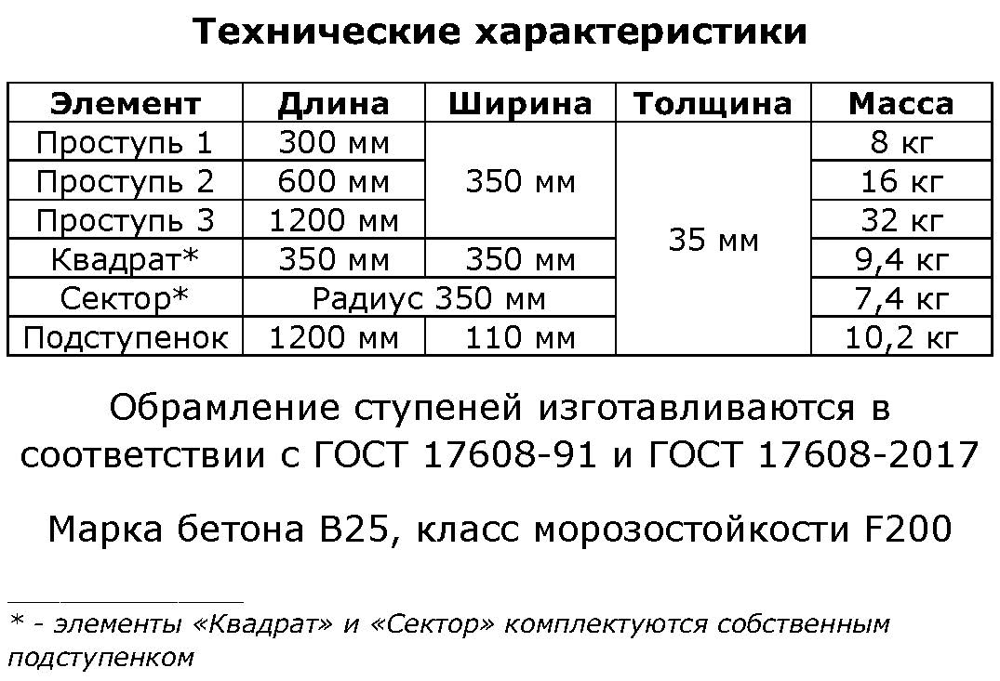 Технические характеристики
Элемент Длина Ширина Толщина Масса
Проступь 1 300 мм 350 мм 35 мм 8 кг
Проступь 2 600 мм 16 кг
Проступь 3 1200 мм 32 кг
Квадрат* 350 мм 350 мм 9,4 кг
Сектор* Радиус 350 мм 7,4 кг
Подступенок 1200 мм 110 мм 10,2 кг
Обрамление ступеней изготавливаются в
соответствии с ГОСТ 17608-91 и ГОСТ 17608-2017
Марка бетона В25, класс морозостойкости F200
* - элементы «Квадрат» и «Сектор» комплектуются собственным
подступенком